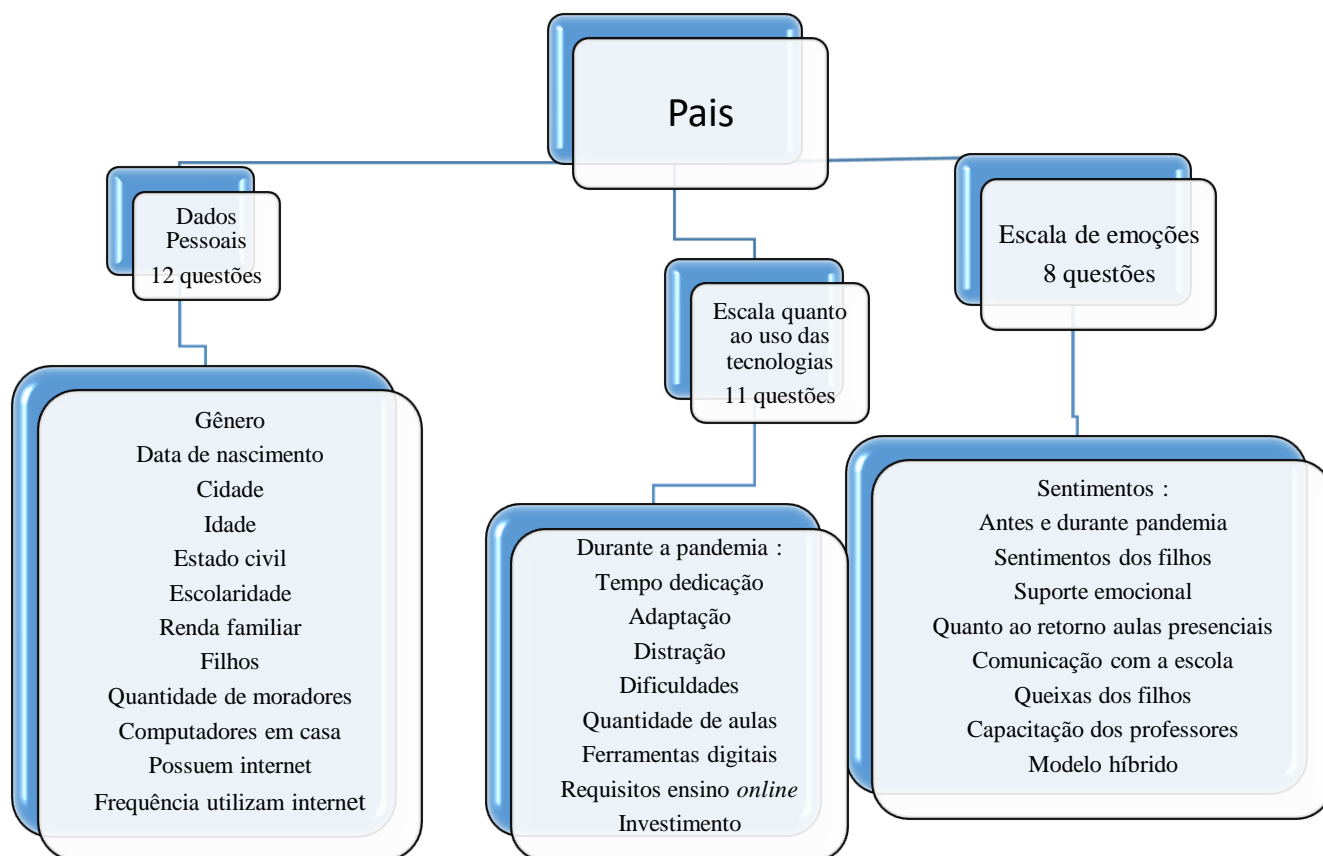 Pais
Dados
Pessoais
12 questões
Escala quanto
ao uso das
tecnologias
11 questões
Escala de emoções
8 questões
Gênero
Data de nascimento
Cidade
Idade
Estado civil
Escolaridade
Renda familiar
Filhos
Quantidade de moradores
Computadores em casa
Possuem internet
Frequência utilizam internet
Durante a pandemia :
Tempo dedicação
Adaptação
Distração
Dificuldades
Quantidade de aulas
Ferramentas digitais
Requisitos ensino online
Investimento
Sentimentos :
Antes e durante pandemia
Sentimentos dos filhos
Suporte emocional
Quanto ao retorno aulas presenciais
Comunicação com a escola
Queixas dos filhos
Capacitação dos professores
Modelo híbrido